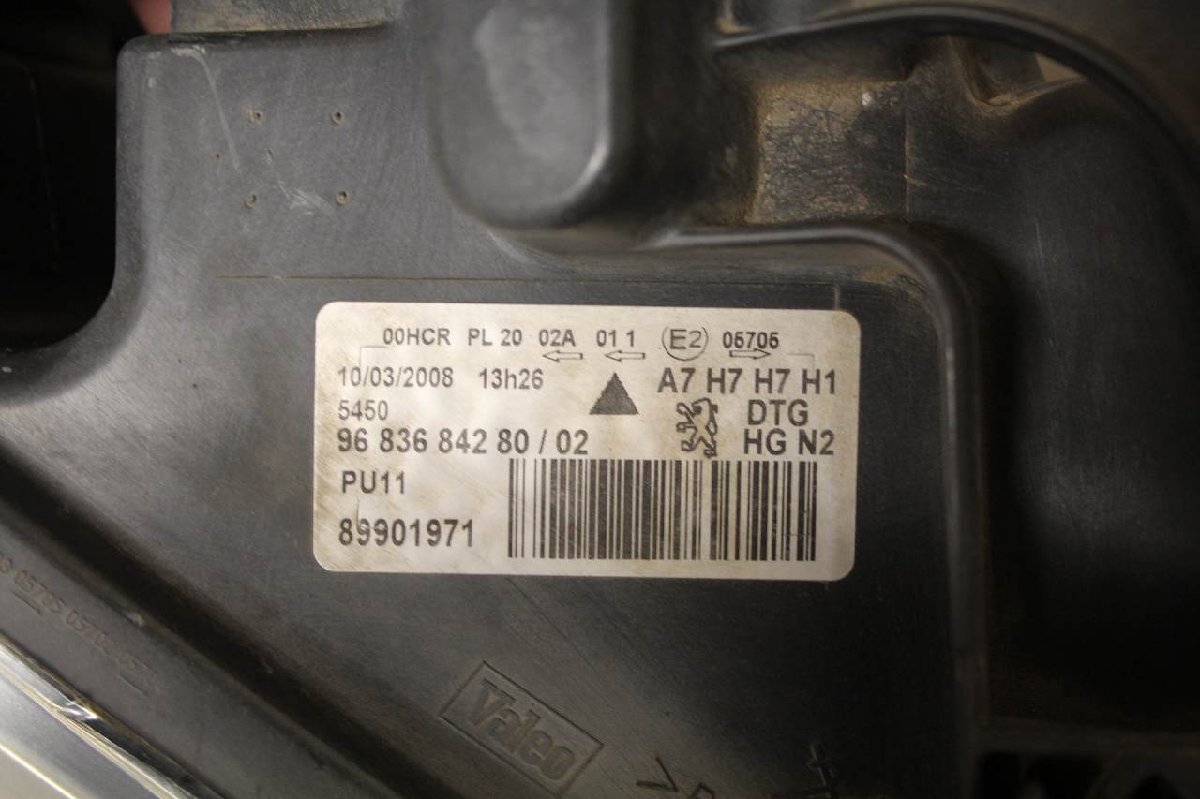 00HCR PL 20 02A 01 1 E2 05705
10/03/2008 13h26 A7 H7 H7 H1
5450 DTG
96 836 842 80 / 02 HG N2
PU11
89901971
Valeo